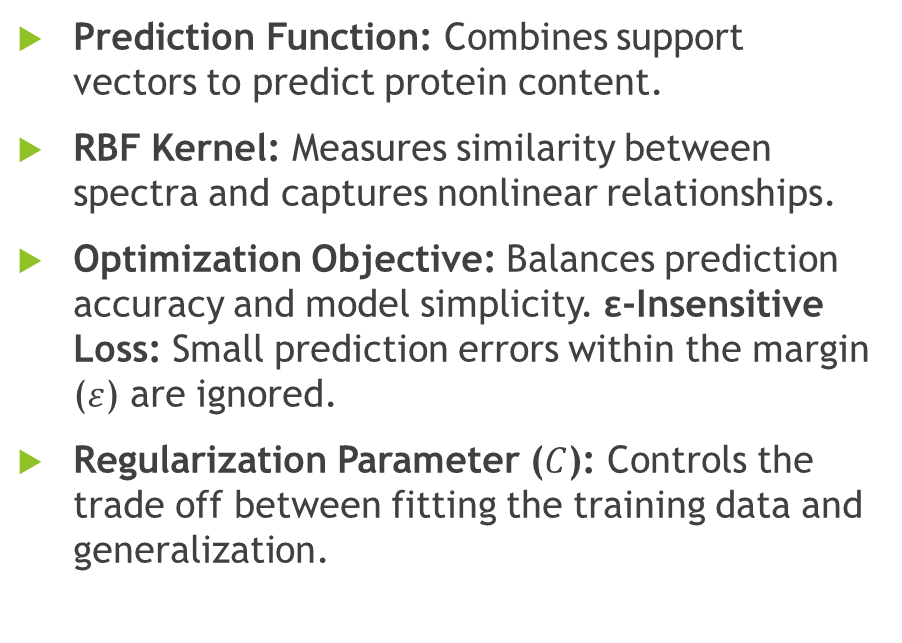 Prediction Function: Combines support
vectors to predict protein content.
RBF Kernel: Measures similarity between
spectra and captures nonlinear relationships.
Optimization Objective: Balances prediction
accuracy and model simplicity. ε-Insensitive
Loss: Small prediction errors within the margin
(ε) are ignored.
Regularization Parameter (C): Controls the
trade off between fitting the training data and
generalization.